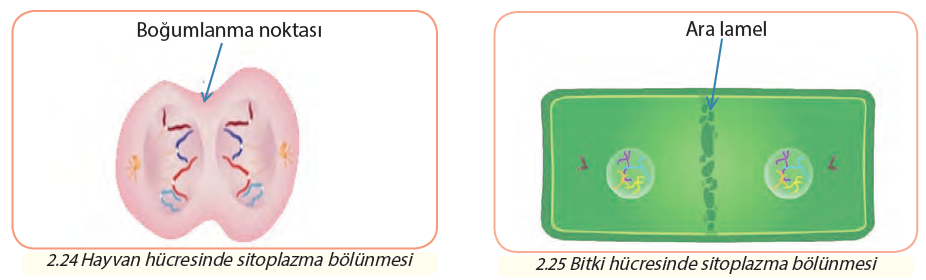 Boğumlanma noktası
2.24 Hayvan hücresinde sitoplazma bölünmesi
Ara lamel
2.25 Bitki hücresinde sitoplazma bölünmesi